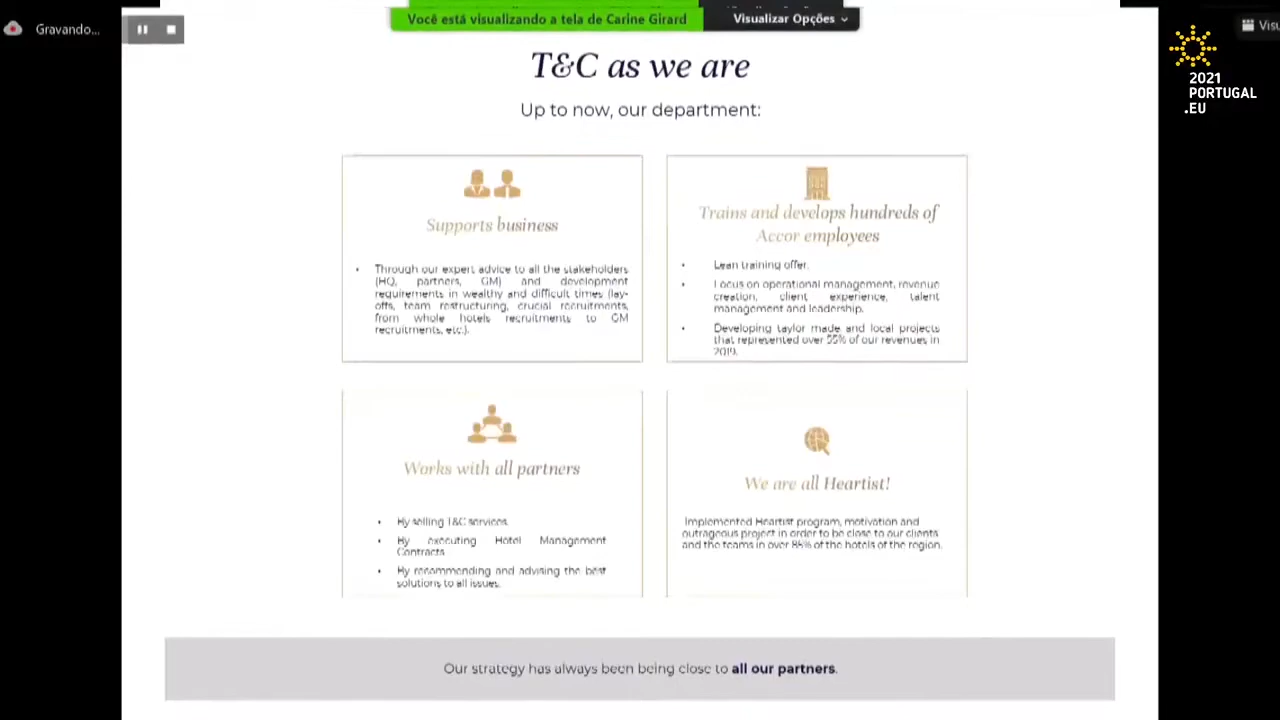 Gravando...
Você está visualizando a tela de Carine Girard
Visualizar Opções
2021
PORTUGAL
.EU
T&C as we are
Up to now, our department:
Supports business
• Through our expert advice to all the stakeholders
(HQ, partners, GM) and development
requirements in wealthy and difficult times (lay-
offs, team restructuring, crucial recruitments,
from whole hotels recruitments to GM
recruitments, etc.).
Trains and develops hundreds of
Accor employees
• Lean training offer.
• Focus on operational management, revenue
creation, client experience, talent
management and leadership.
• Developing taylor made and local projects
that represented over 55% of our revenues in
2019.
Works with all partners
• By selling T&C services.
• By executing Hotel Management
Contracts
• By recommending and advising the best
solutions to all issues.
We are all Heartist!
Implemented Heartist program, motivation and
outrageous project in order to be close to our clients
and the teams in over 85% of the hotels of the region.
Our strategy has always been being close to all our partners.